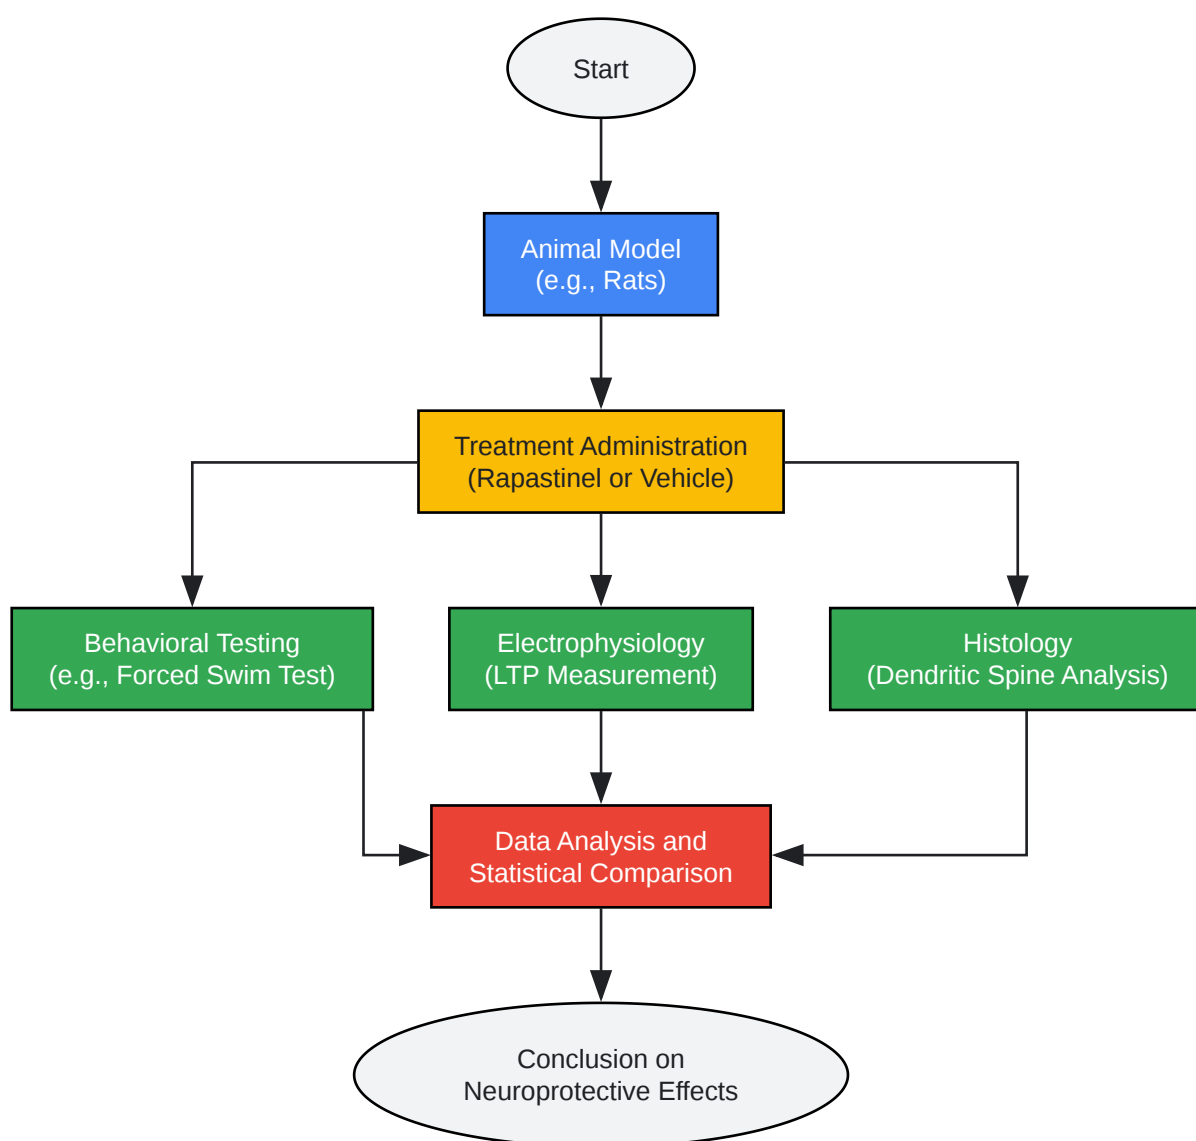 Start
Animal Model
(e.g., Rats)
Treatment Administration
(Rapastinel or Vehicle)
Behavioral Testing
(e.g., Forced Swim Test)
Electrophysiology
(LTP Measurement)
Histology
(Dendritic Spine Analysis)
Data Analysis and
Statistical Comparison
Conclusion on
Neuroprotective Effects